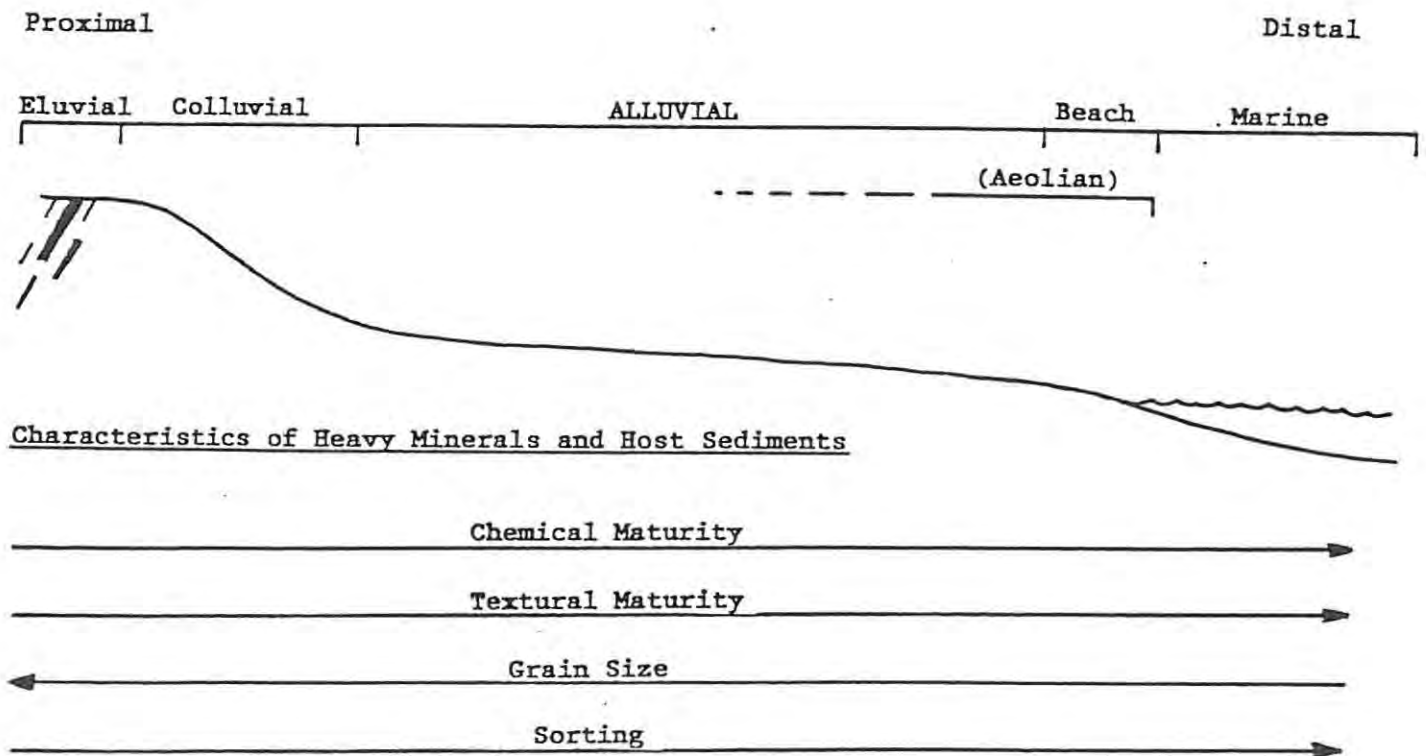 Proximal Distal
Eluvial Colluvial ALLUVIAL Beach Marine
(Aeolian)
Characteristics of Heavy Minerals and Host Sediments
Chemical Maturity
Textural Maturity
Grain Size
Sorting